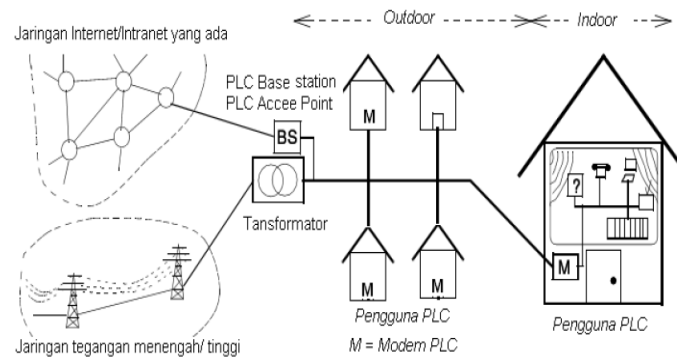 Outdoor
Indoor
Jaringan Internet/Intranet yang ada
PLC Base station
PLC Accee Point
BS
M
?
Tansformator
M
M
M
Pengguna PLC
Pengguna PLC
Jaringan tegangan menengah/ tinggi
M = Modem PLC